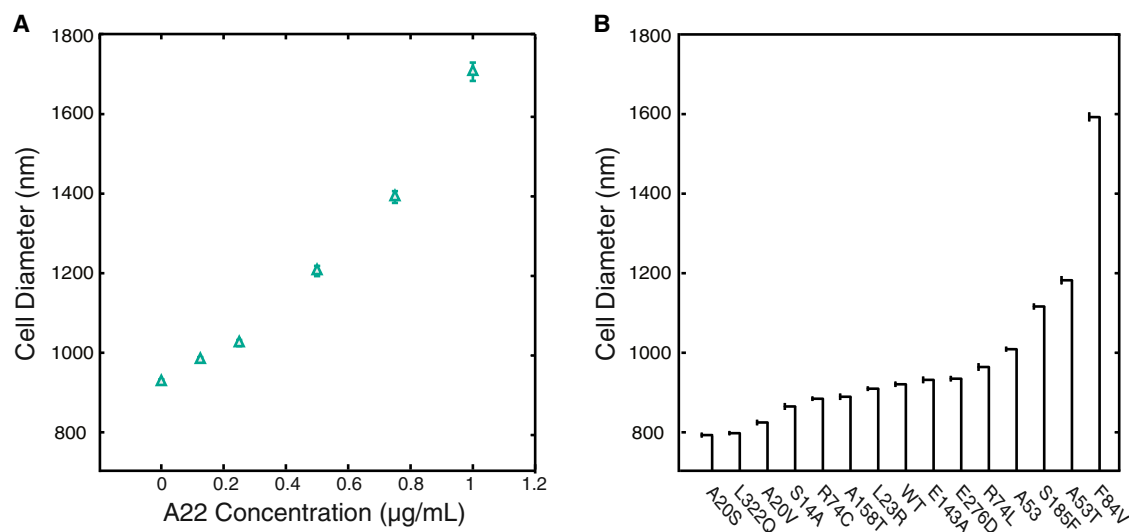 A
1800
1600
1400
1200
1000
800
0 0.2 0.4 0.6 0.8 1 1.2
Cell Diameter (nm)
A22 Concentration (µg/mL)
B
1800
1600
1400
1200
1000
800
Cell Diameter (nm)
A20S
L322Q
A20V
S14A
R74C
A158T
L23R
WT
E143A
E276D
R74L
A53
S185F
A53T
F84V